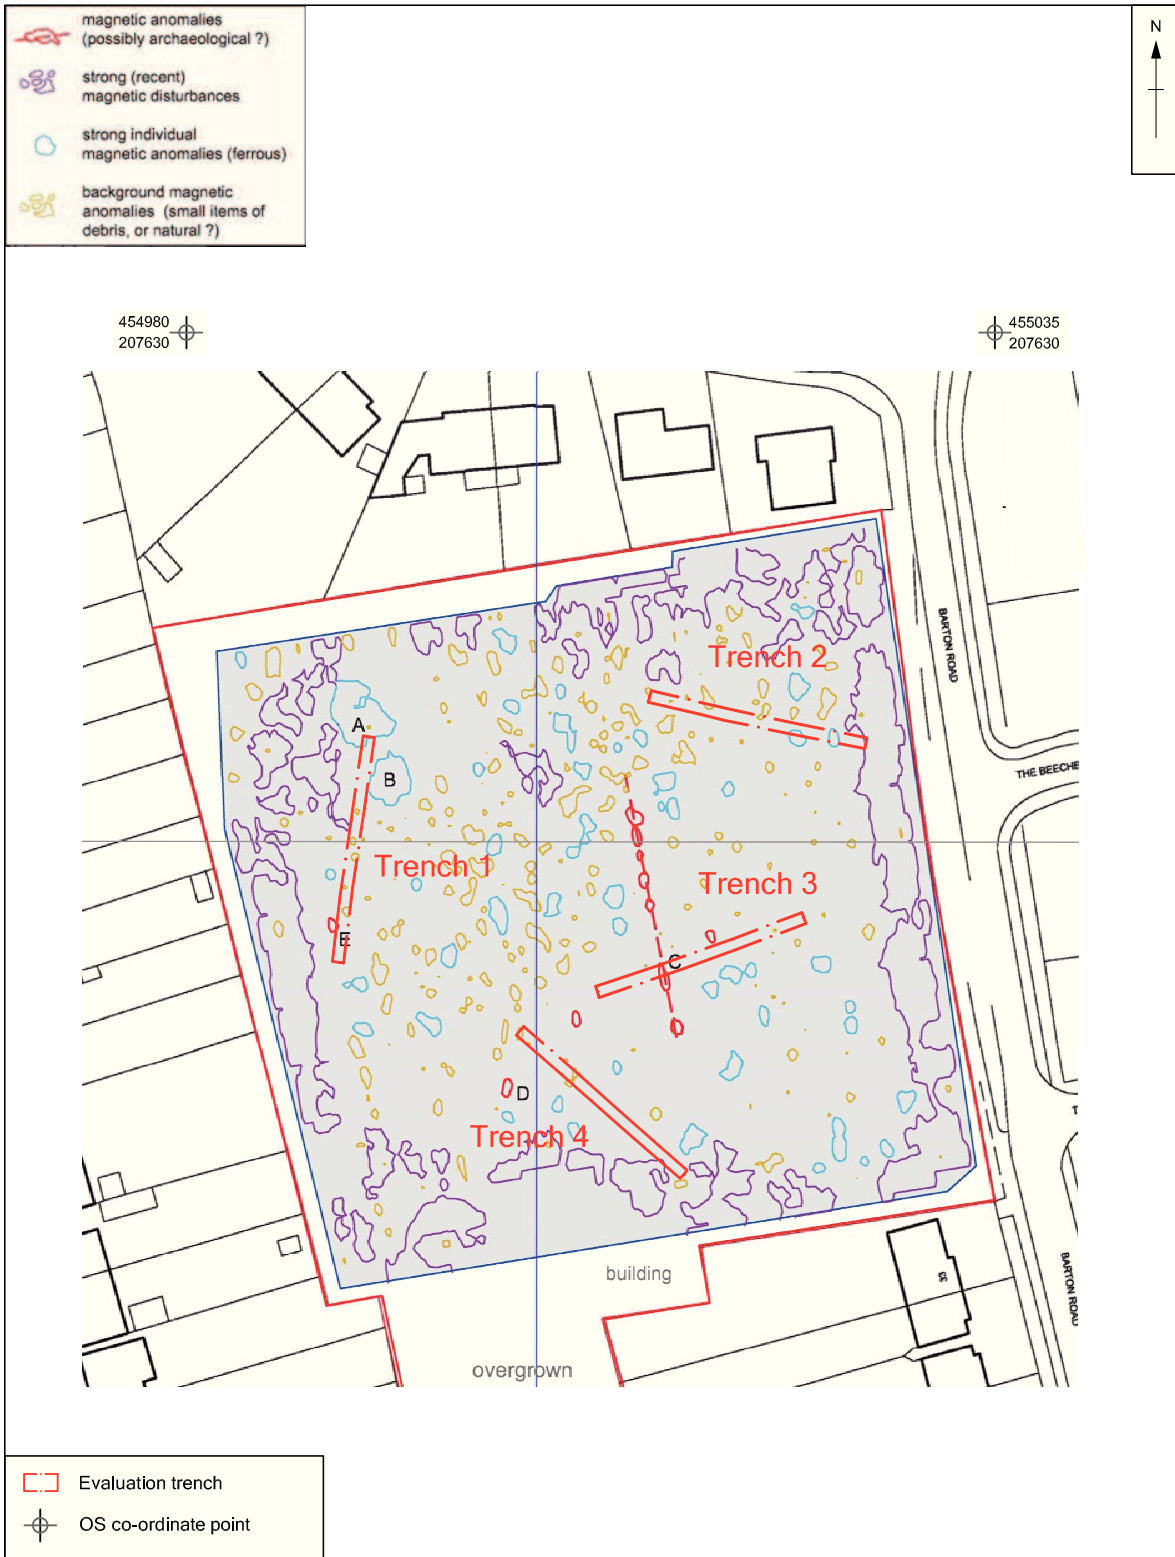 magnetic anomalies
(possibly archaeological ?)
strong (recent)
magnetic disturbances
strong individual
magnetic anomalies (ferrous)
background magnetic
anomalies (small items of
debris, or natural ?)
N
454980
207630
455035
207630
BARTON ROAD
Trench 2
A
B
THE BEECHE
Trench 1
Trench 3
E
C
D
Trench 4
building
33
BARTON ROAD
overgrown
Evaluation trench
OS co-ordinate point